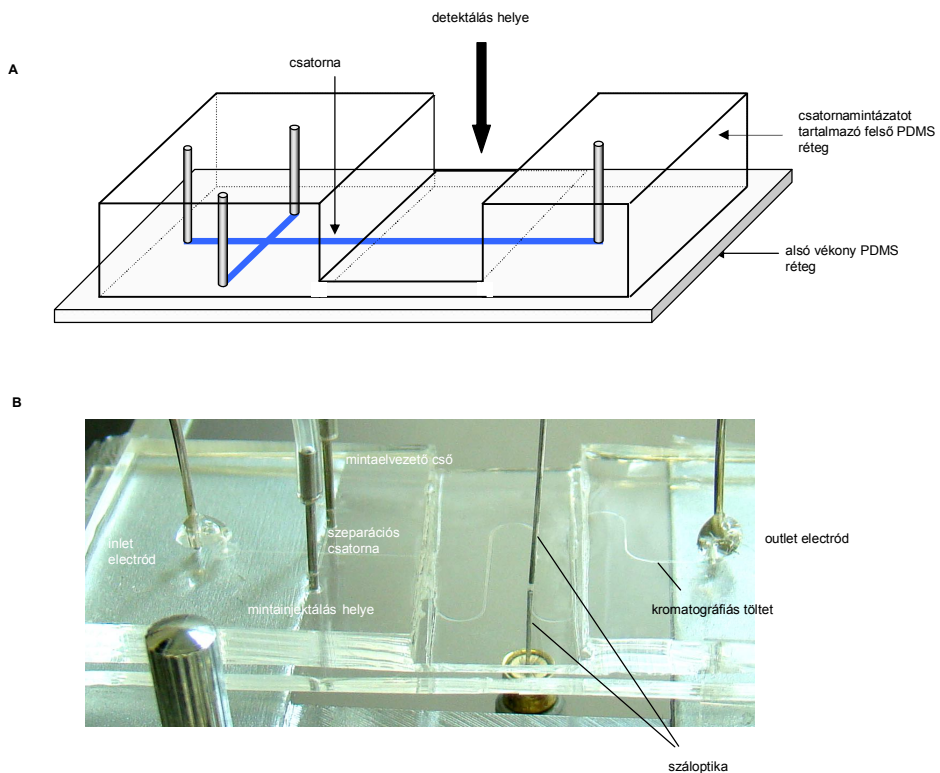 detektálás helye
A
csatorna
csatornamintázatot
tartalmazó felső PDMS
réteg
alsó vékony PDMS
réteg
B
mintaelvezető cső
szeparációs
csatorna
inlet
electród
outlet electród
mintainjektálás helye
kromatográfiás töltet
száloptika